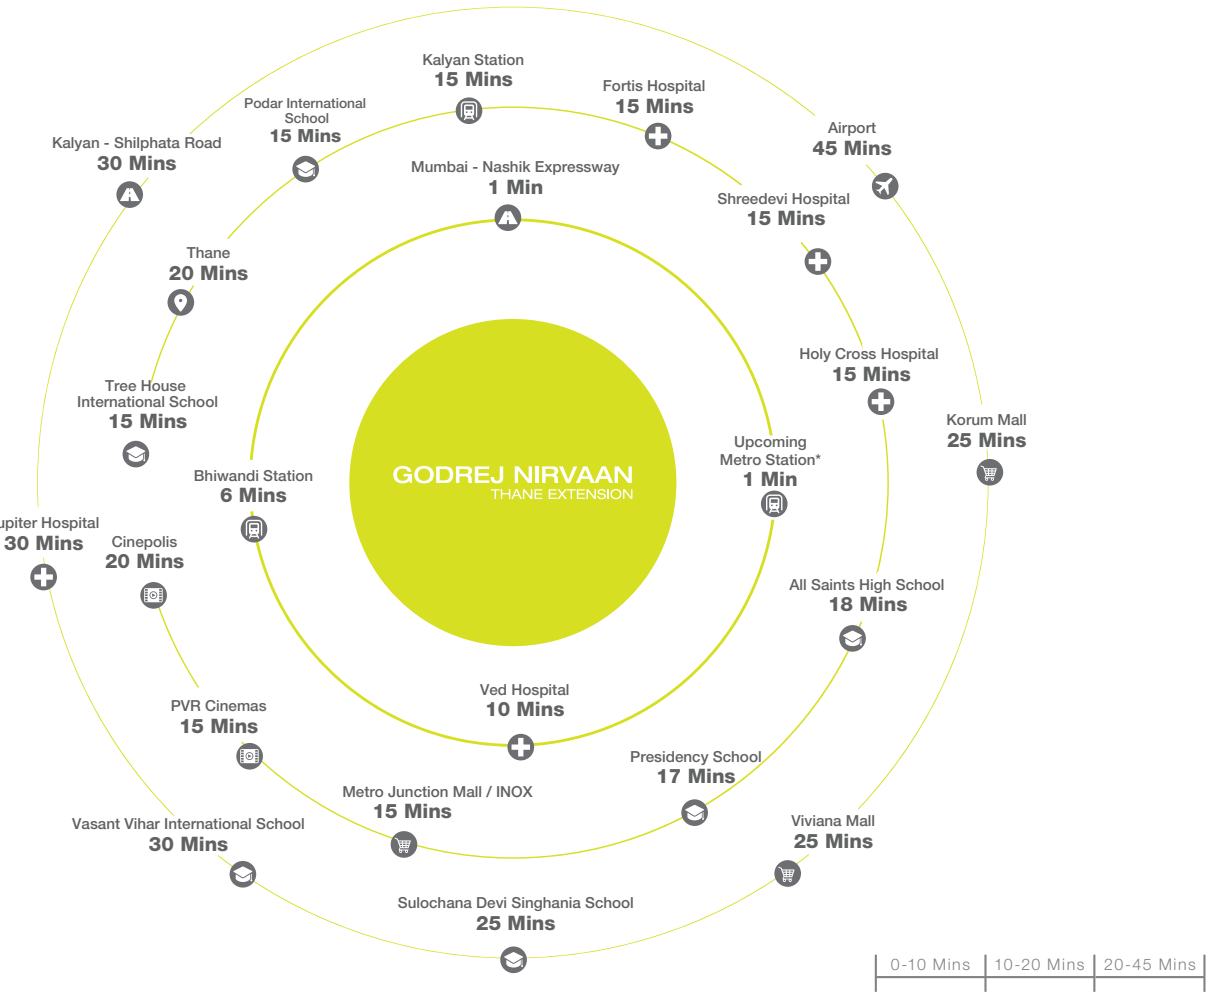 Kalyan Station
15 Mins
Fortis Hospital
15 Mins
Podar International
School
15 Mins
Airport
45 Mins
Kalyan - Shilphata Road
30 Mins
Mumbai - Nashik Expressway
1 Min
Shreedevi Hospital
15 Mins
Thane
20 Mins
Holy Cross Hospital
15 Mins
Tree House
International School
15 Mins
Korum Mall
25 Mins
Upcoming
Metro Station*
1 Min
Bhiwandi Station
6 Mins
GODREJ NIRVAAN
THANE EXTENSION
upiter Hospital
30 Mins
Cinepolis
20 Mins
All Saints High School
18 Mins
Ved Hospital
10 Mins
PVR Cinemas
15 Mins
Presidency School
17 Mins
Metro Junction Mall / INOX
15 Mins
Vasant Vihar International School
30 Mins
Viviana Mall
25 Mins
Sulochana Devi Singhania School
25 Mins
0-10 Mins 10-20 Mins 20-45 Mins